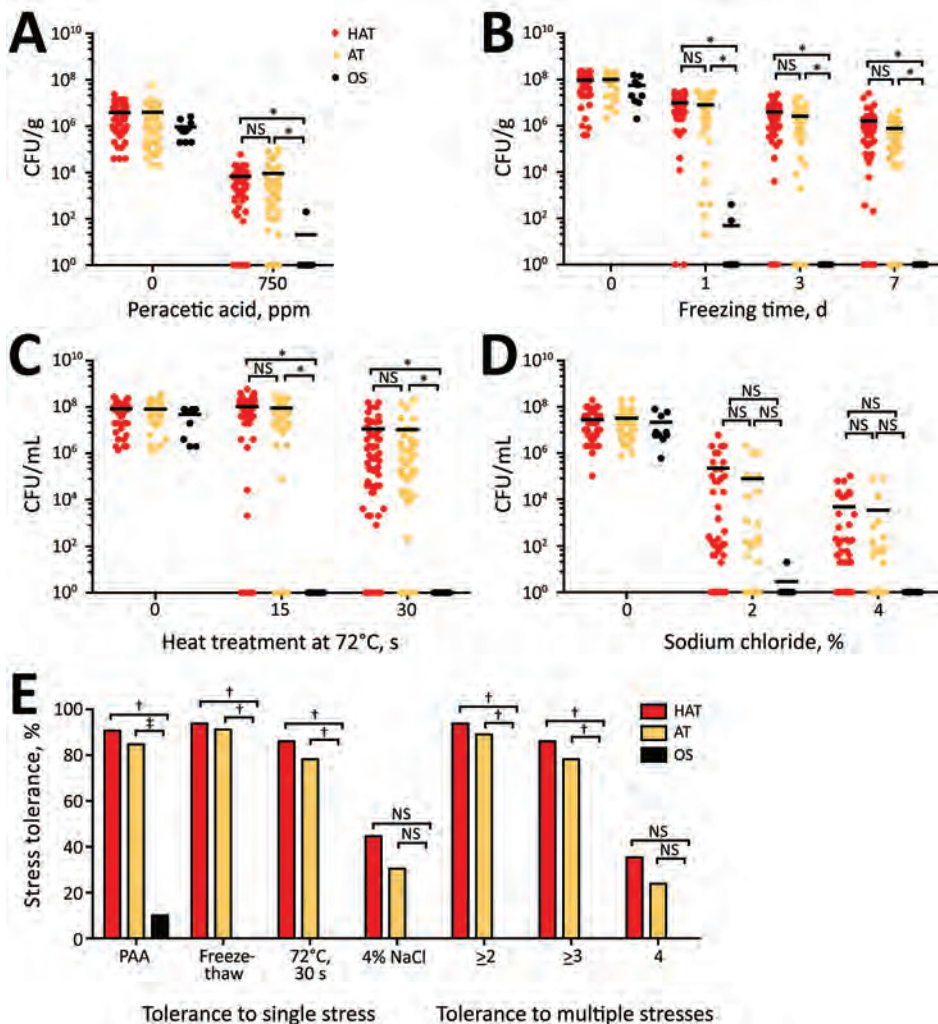 A
HAT
AT
OS
10¹⁰
10⁸
10⁶
10⁴
10²
10⁰
CFU/g
*
NS
*
0
750
Peracetic acid, ppm
B
10¹⁰
10⁸
10⁶
10⁴
10²
10⁰
CFU/g
*
NS
*
*
NS
*
*
NS
*
0
1
3
7
Freezing time, d
C
10¹⁰
10⁸
10⁶
10⁴
10²
10⁰
CFU/mL
*
NS
*
*
NS
*
0
15
30
Heat treatment at 72°C, s
D
10¹⁰
10⁸
10⁶
10⁴
10²
10⁰
CFU/mL
NS
NS NS
NS
NS NS
0
2
4
Sodium chloride, %
E
100
80
60
40
20
0
Stress tolerance, %
†
‡
†
†
†
†
NS
NS
†
†
†
†
NS
NS
HAT
AT
OS
PAA
Freeze-
thaw
72°C,
30 s
4% NaCl
≥2
≥3
4
Tolerance to single stress
Tolerance to multiple stresses